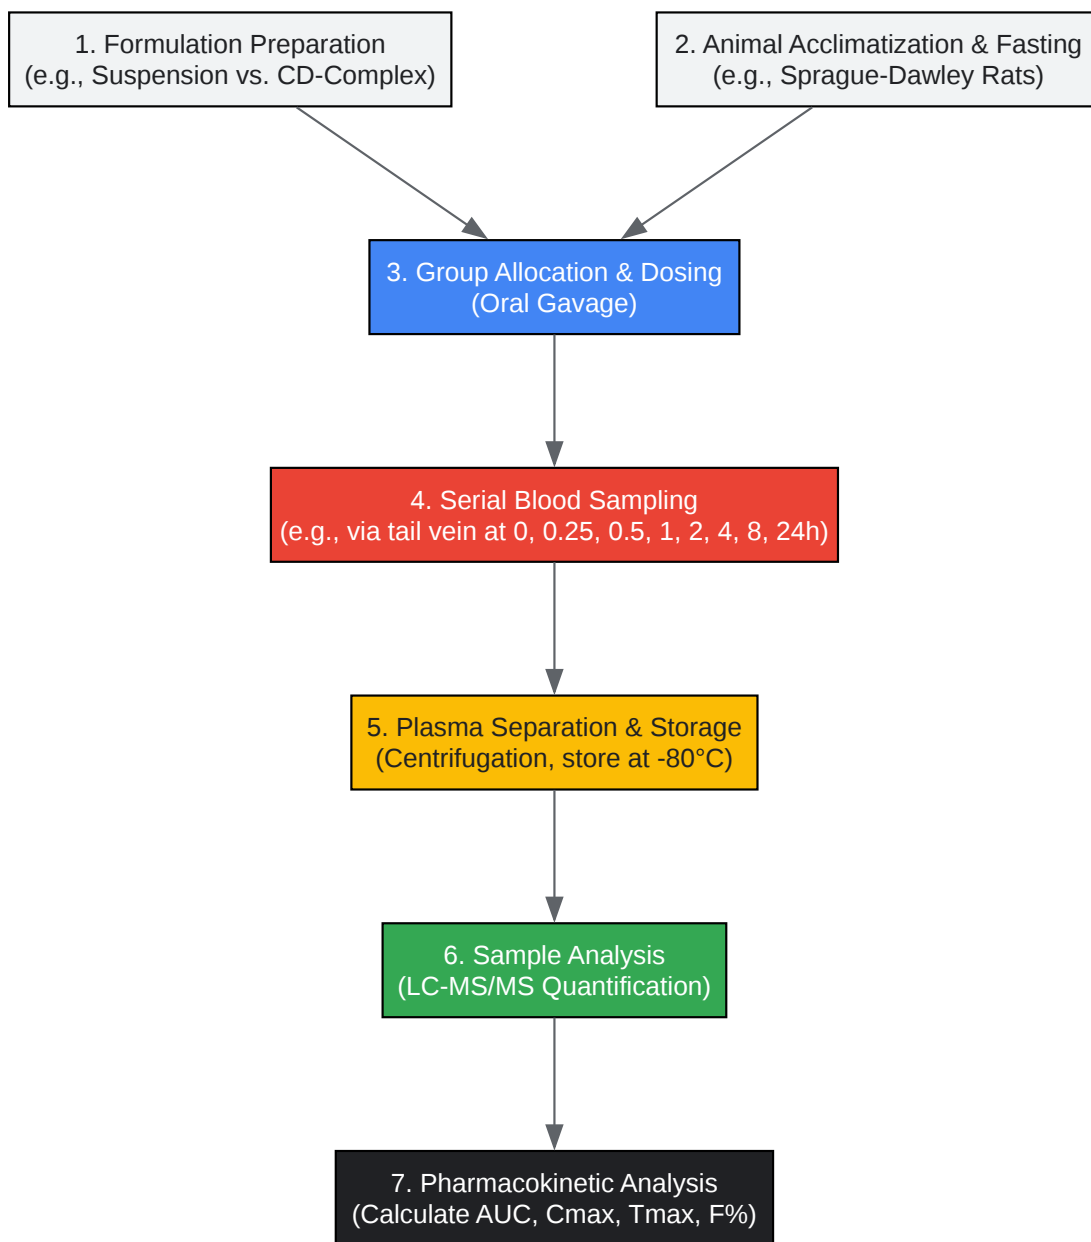 1. Formulation Preparation
(e.g., Suspension vs. CD-Complex)
2. Animal Acclimatization & Fasting
(e.g., Sprague-Dawley Rats)
3. Group Allocation & Dosing
(Oral Gavage)
4. Serial Blood Sampling
(e.g., via tail vein at 0, 0.25, 0.5, 1, 2, 4, 8, 24h)
5. Plasma Separation & Storage
(Centrifugation, store at -80°C)
6. Sample Analysis
(LC-MS/MS Quantification)
7. Pharmacokinetic Analysis
(Calculate AUC, Cmax, Tmax, F%)